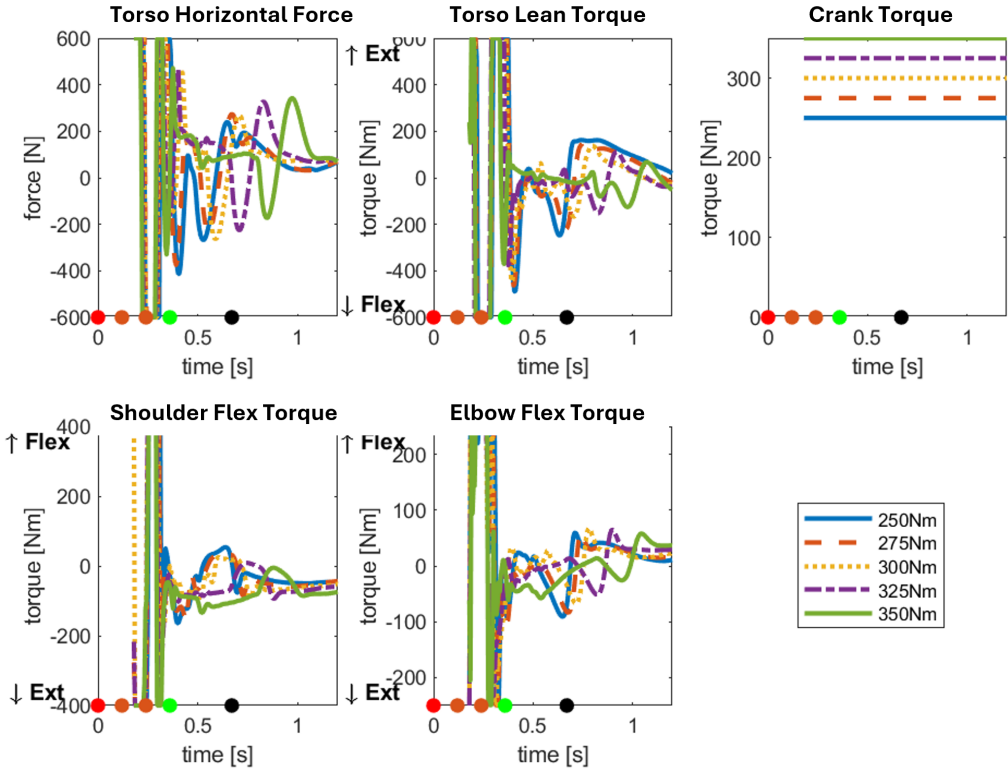 Torso Horizontal Force
600
400
200
0
-200
-400
-600
force [N]
0
0.5
1
time [s]
Torso Lean Torque
↑ Ext
600
400
200
0
-200
-400
-600
↓ Flex
torque [Nm]
0
0.5
1
time [s]
Crank Torque
300
200
100
0
torque [Nm]
0
0.5
1
time [s]
Shoulder Flex Torque
↑ Flex
400
200
0
-200
-400
↓ Ext
torque [Nm]
0
0.5
1
time [s]
Elbow Flex Torque
↑ Flex
200
100
0
-100
-200
↓ Ext
torque [Nm]
0
0.5
1
time [s]
250Nm
275Nm
300Nm
325Nm
350Nm